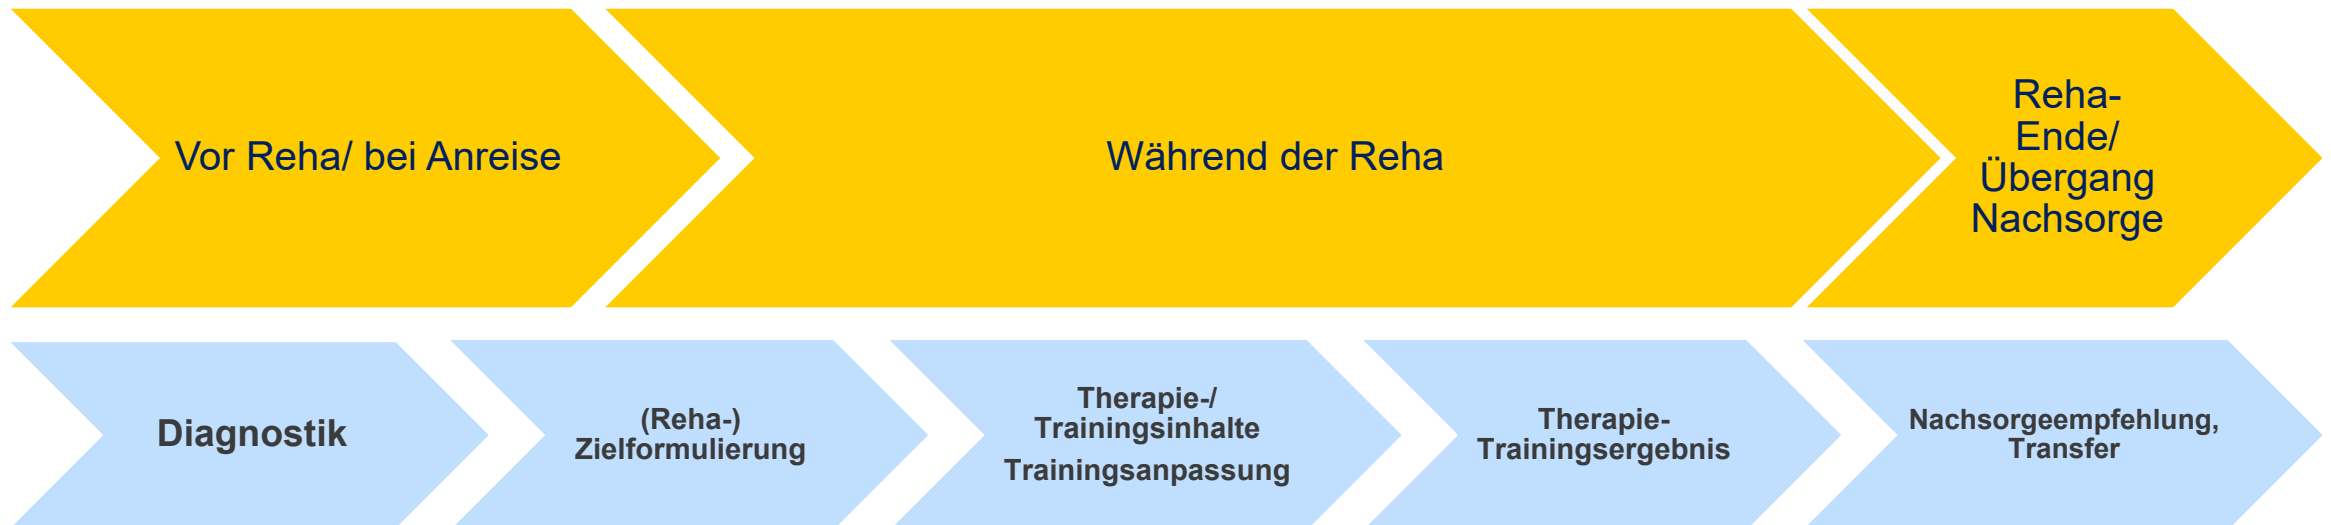 Vor Reha/ bei Anreise
Während der Reha
Reha-
Ende/
Übergang
Nachsorge
Diagnostik
(Reha-)
Zielformulierung
Therapie-/
Trainingsinhalte
Trainingsanpassung
Therapie-
Trainingsergebnis
Nachsorgeempfehlung,
Transfer